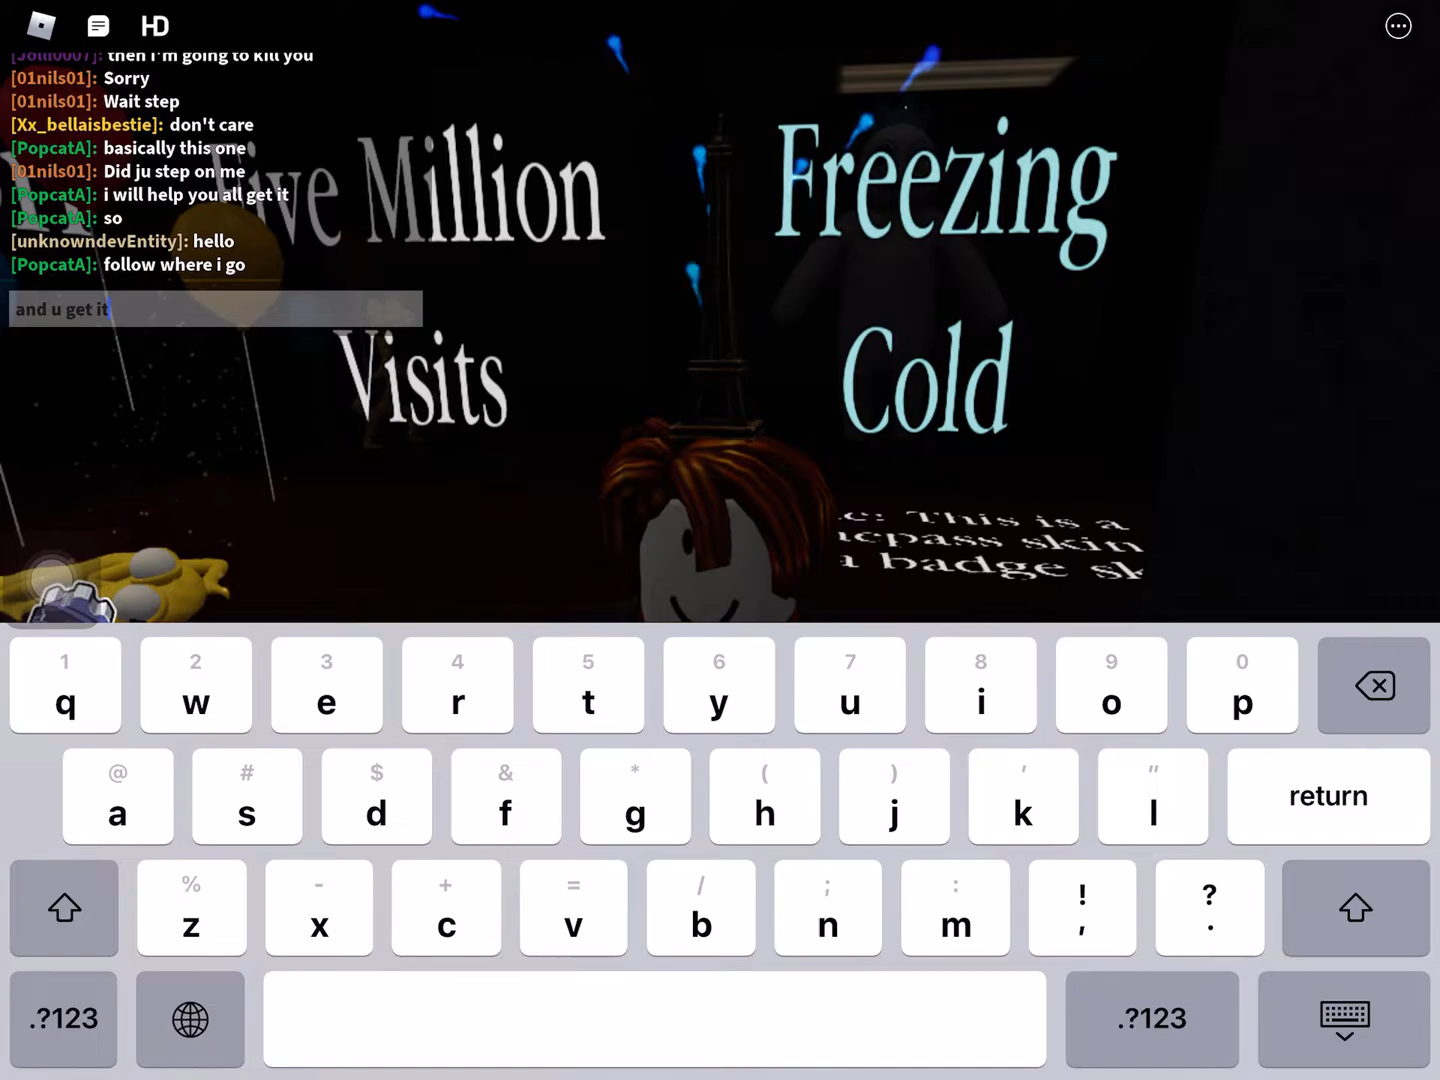 HD
[Jolli0007]: then I'm going to kill you
[01nils01]: Sorry
[01nils01]: Wait step
[Xx_bellaisbestie]: don't care
[PopcatA]: basically this one
[01nils01]: Did ju step on me
[PopcatA]: i will help you all get it
[PopcatA]: so
[unknowndevEntity]: hello
[PopcatA]: follow where i go
and u get it
Five Million
Visits
Freezing
Cold
This is a
skin
a badge
1 2 3 4 5 6 7 8 9 0
q w e r t y u i o p
@ # $ & * ( ) ' "
a s d f g h j k l return
% - + = / ; : ! ?
z x c v b n m , .
.?123 .?123